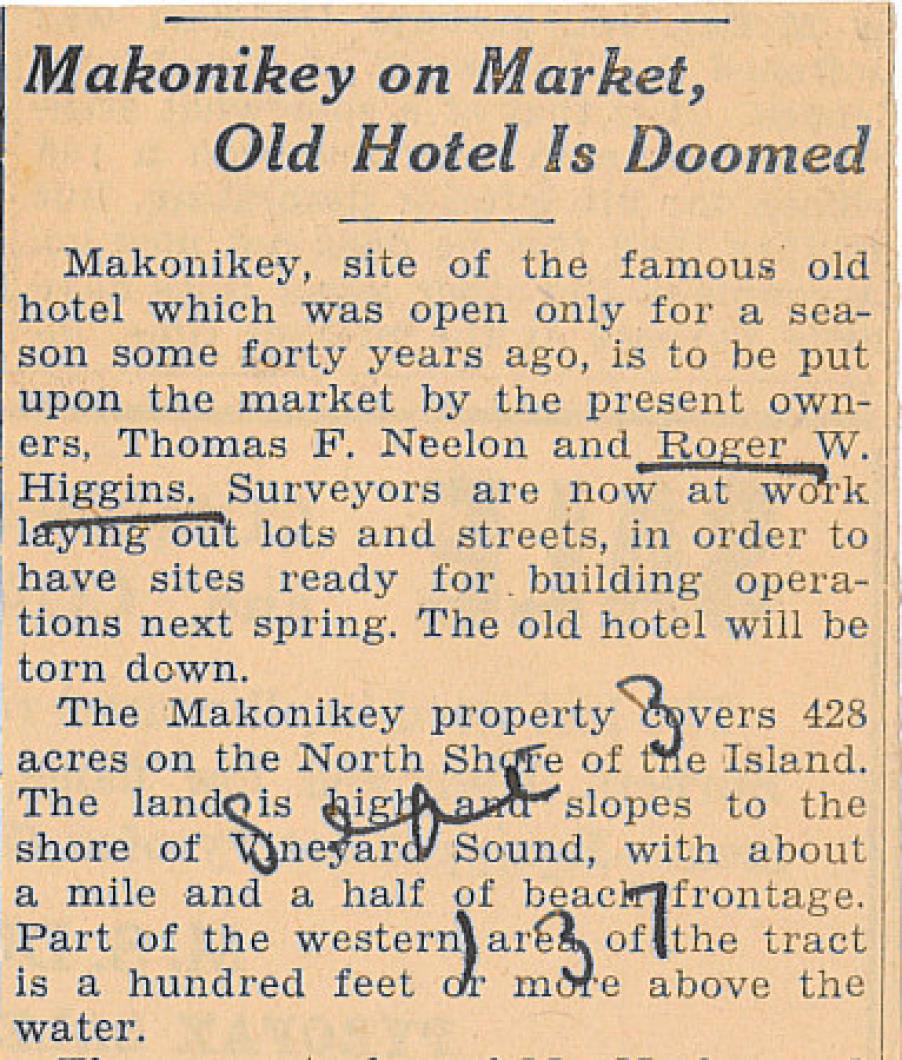 Makonikey on Market,
Old Hotel Is Doomed
Makonikey, site of the famous old
hotel which was open only for a sea-
son some forty years ago, is to be put
upon the market by the present own-
ers, Thomas F. Neelon and Roger W.
Higgins. Surveyors are now at work
laying out lots and streets, in order to
have sites ready for building opera-
tions next spring. The old hotel will be
torn down.
The Makonikey property covers 428
acres on the North Shore of the Island.
The land is high and slopes to the
shore of Vineyard Sound, with about
a mile and a half of beach frontage.
Part of the western area of the tract
is a hundred feet or more above the
water.
Sept 3
137